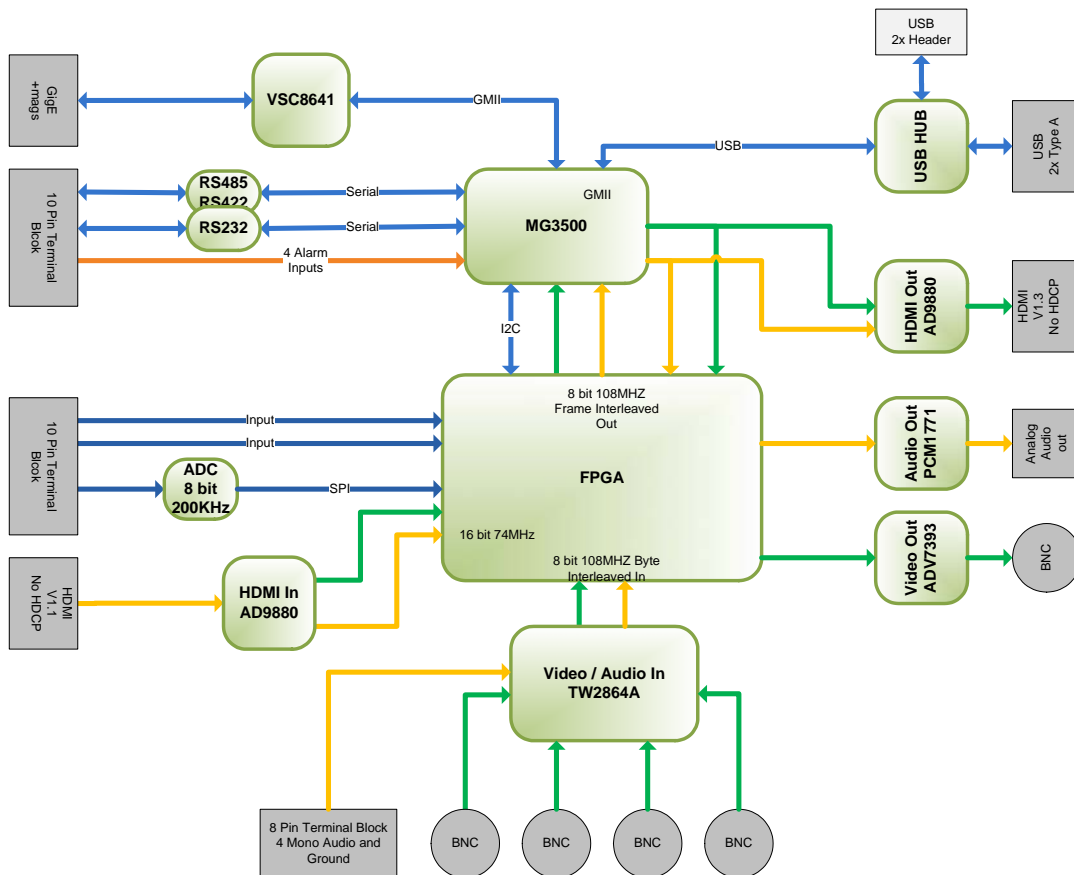 USB
2x Header
GigE
+mags
VSC8641
GMII
USB
USB HUB
USB
2x Type A
10 Pin Terminal
Blcok
RS485
RS422
RS232
Serial
Serial
4 Alarm
Inputs
GMII
MG3500
HDMI Out
AD9880
HDMI
V1.3
No HDCP
I2C
10 Pin Terminal
Blook
Input
Input
ADC
8 bit
200KHz
SPI
8 bit 108MHZ
Frame Interleaved
Out
FPGA
16 bit 74MHz
8 bit 108MHZ Byte
Interleaved In
Audio Out
PCM1771
Analog
Audio
out
Video Out
ADV7393
BNC
HDMI
V1.1
No HDCP
HDMI In
AD9880
Video / Audio In
TW2864A
8 Pin Terminal Block
4 Mono Audio and
Ground
BNC
BNC
BNC
BNC